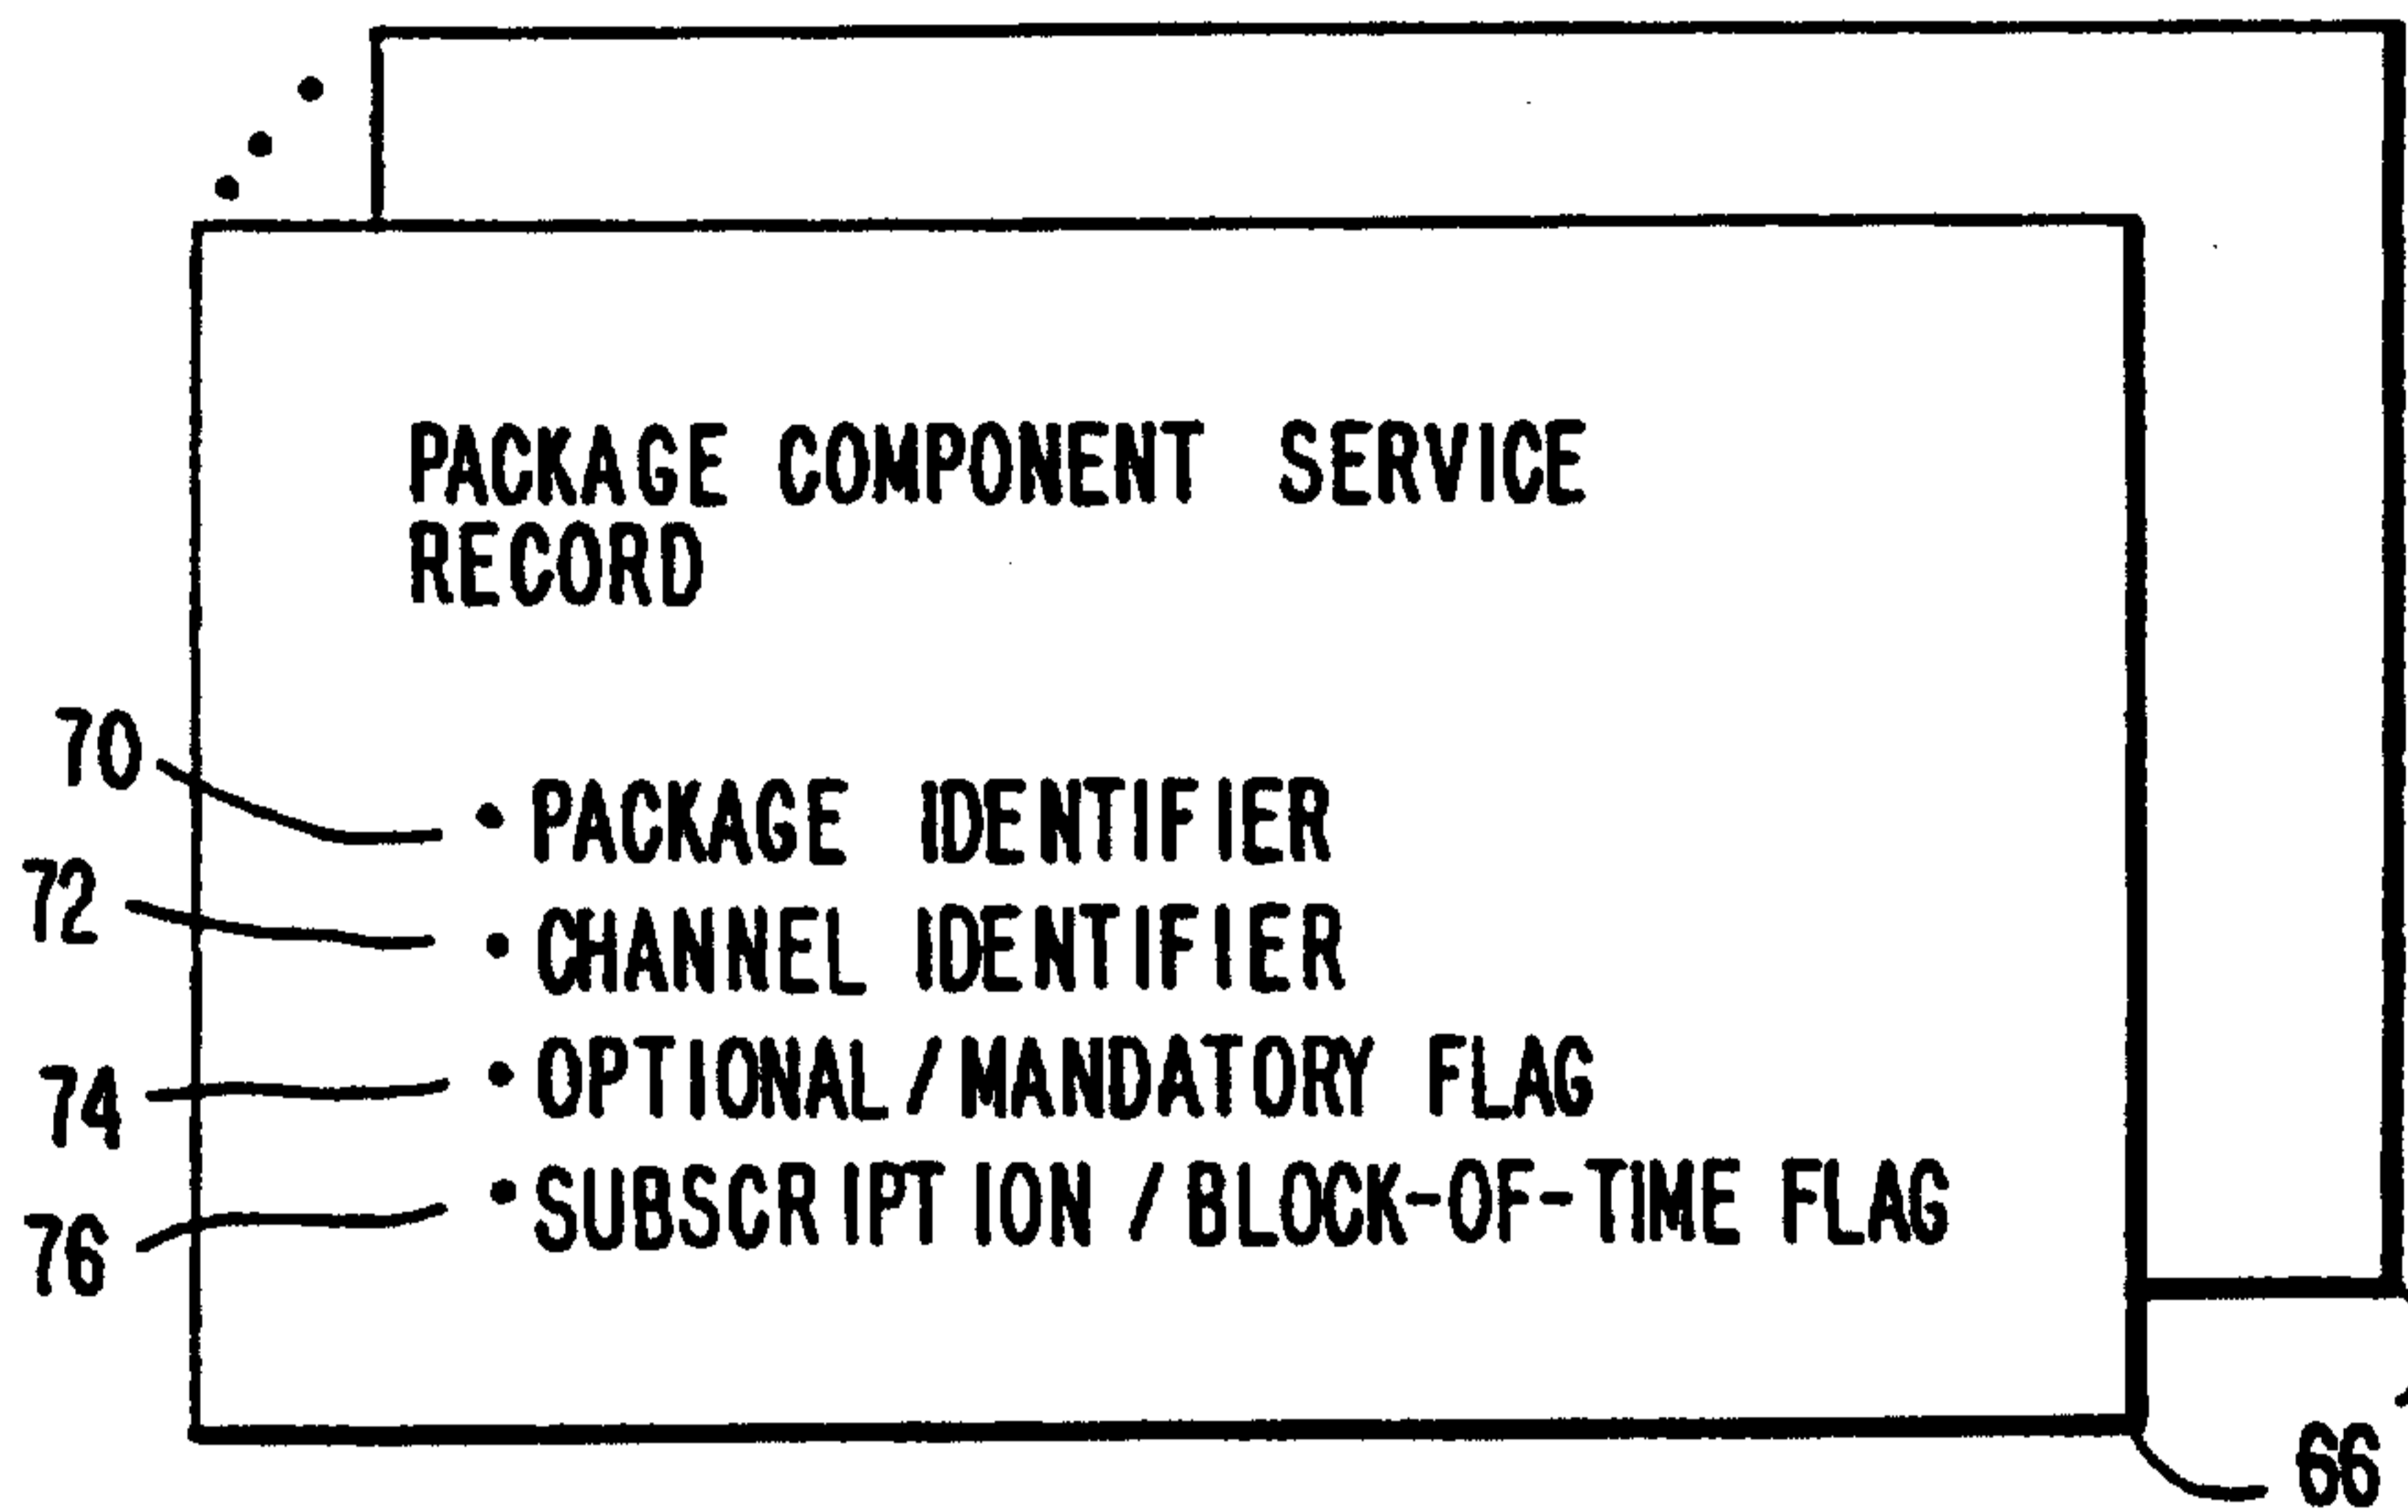 PACKAGE COMPONENT SERVICE
RECORD
70
• PACKAGE IDENTIFIER
72
• CHANNEL IDENTIFIER
74
• OPTIONAL/MANDATORY FLAG
76
• SUBSCRIPTION/BLOCK-OF-TIME FLAG
66